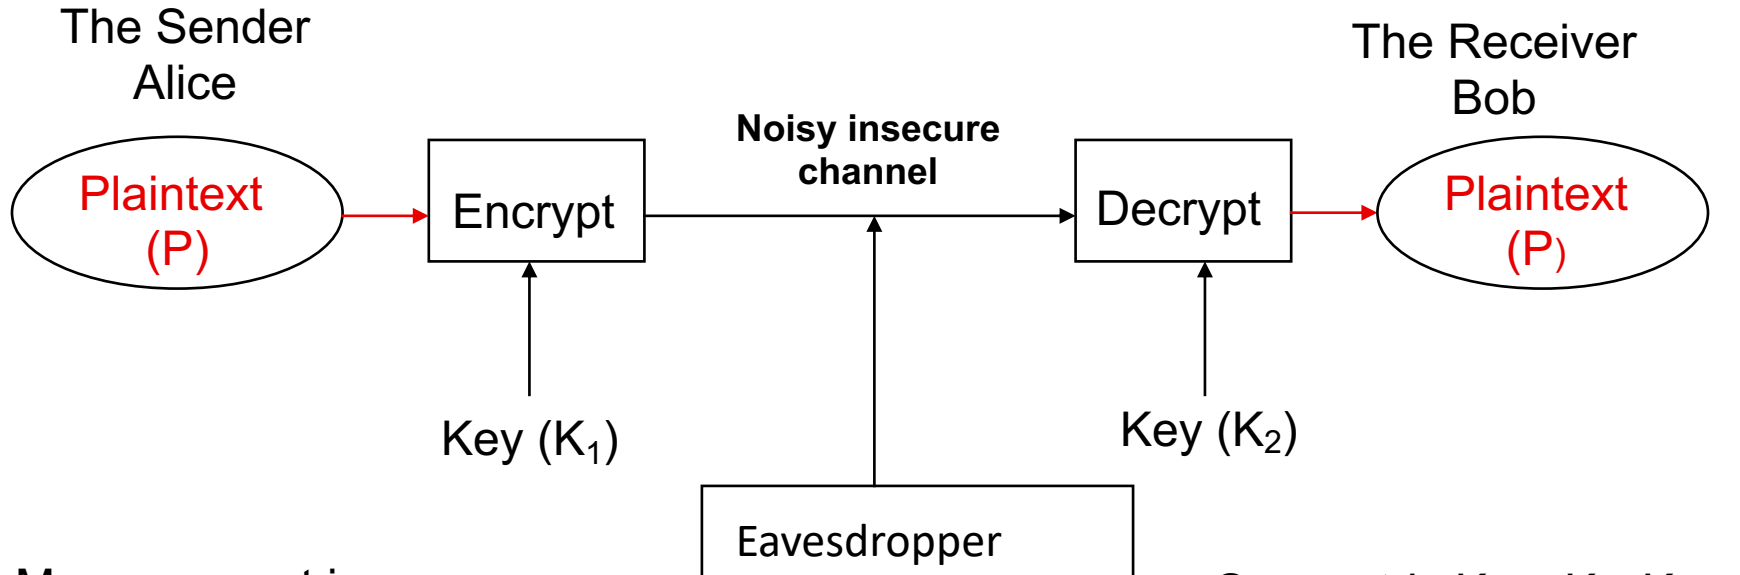 The Sender
Alice
The Receiver
Bob
Noisy insecure
channel
Plaintext
(P)
Encrypt
Decrypt
Plaintext
(P)
Key (K₁)
Key (K₂)
Eavesdropper